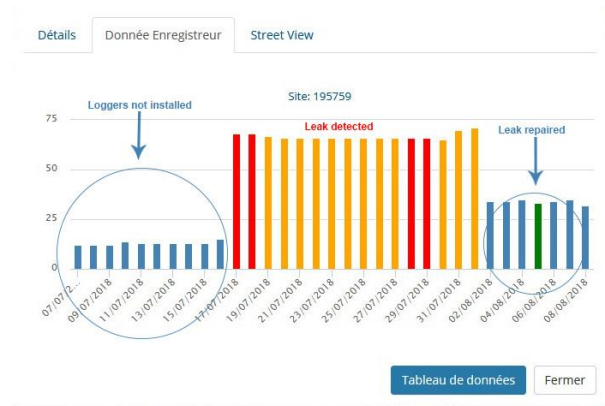 Détails Donnée Enregistreur Street View
Site: 195759
Loggers not installed
Leak detected
Leak repaired
75
50
25
0
07/07/2... 09/07/2018 11/07/2018 13/07/2018 15/07/2018 17/07/2018 19/07/2018 21/07/2018 23/07/2018 25/07/2018 27/07/2018 29/07/2018 31/07/2018 02/08/2018 04/08/2018 06/08/2018 08/08/2018
Tableau de données Fermer